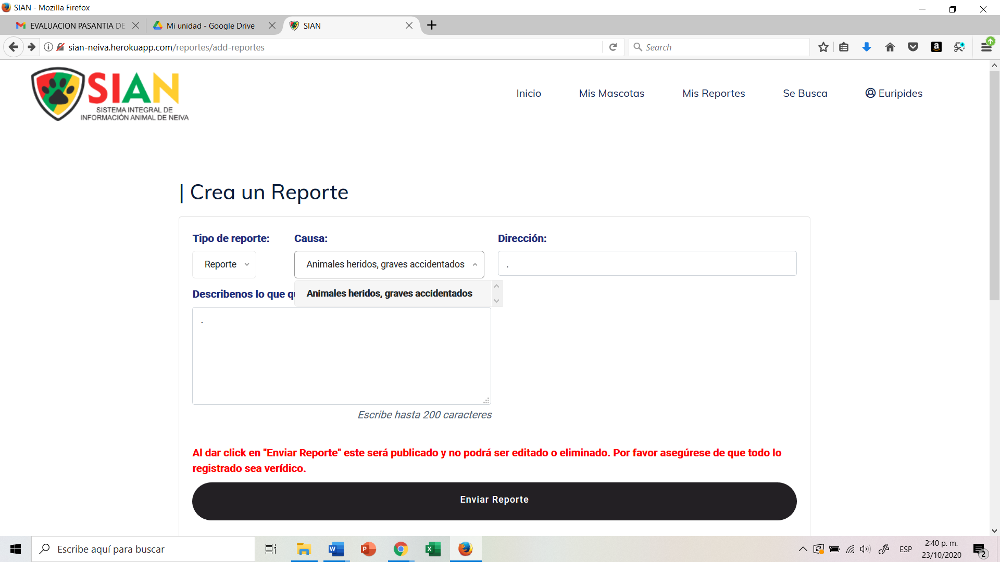 SIAN - Mozilla Firefox
EVALUACION PASANTIA DE
Mi unidad - Google Drive
SIAN
sian-neiva.herokuapp.com/reportes/add-reportes
Search
SIAN
SISTEMA INTEGRAL DE
INFORMACIÓN ANIMAL DE NEIVA
Inicio
Mis Mascotas
Mis Reportes
Se Busca
Euripides
| Crea un Reporte
Tipo de reporte:
Causa:
Dirección:
Reporte
Animales heridos, graves accidentados
.
Describenos lo que q
Animales heridos, graves accidentados
.
Escribe hasta 200 caracteres
Al dar click en "Enviar Reporte" este será publicado y no podrá ser editado o eliminado. Por favor asegúrese de que todo lo
registrado sea verídico.
Enviar Reporte
Escribe aquí para buscar
ESP
2:40 p. m.
23/10/2020
2